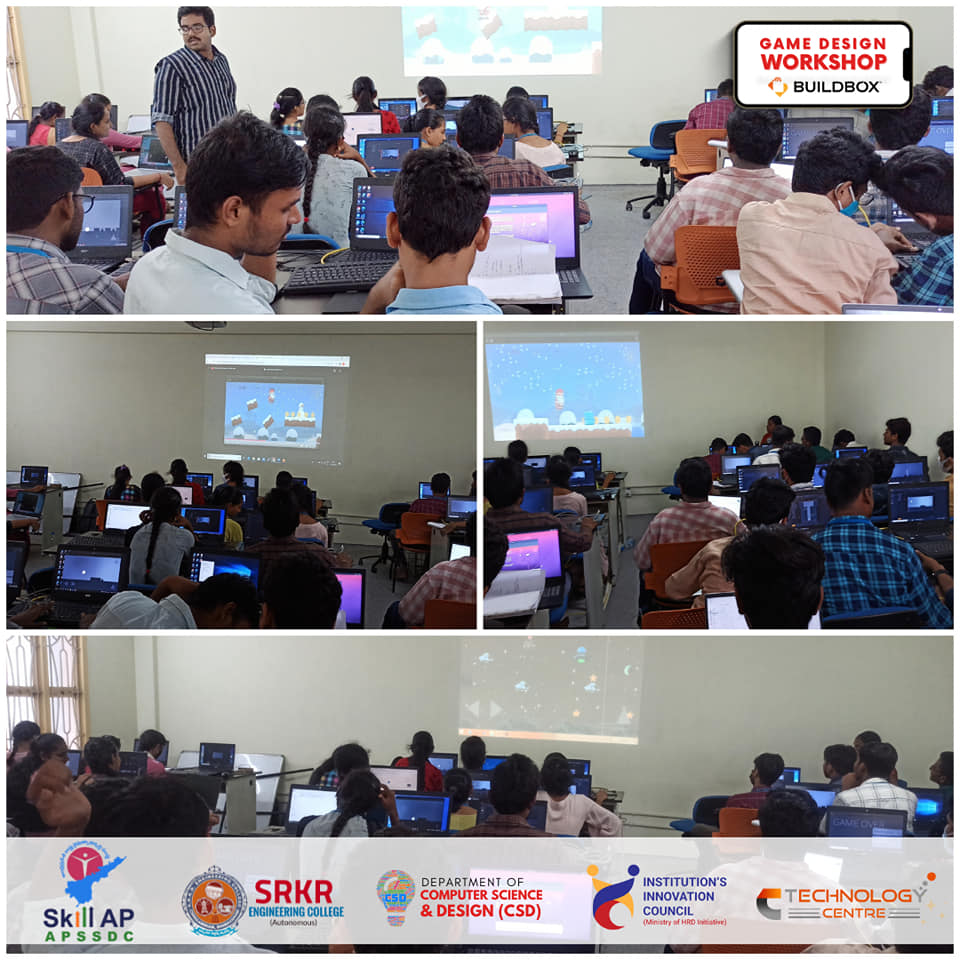 GAME DESIGN
WORKSHOP
BUILDBOX
GAME OVER
Skill AP
APSSDC
SRKR
ENGINEERING COLLEGE
(Autonomous)
CSD
DEPARTMENT OF
COMPUTER SCIENCE
& DESIGN (CSD)
INSTITUTION'S
INNOVATION
COUNCIL
(Ministry of HRD Initiative)
TECHNOLOGY
CENTRE